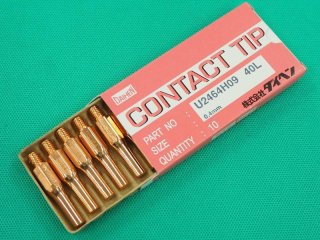 DAIHEN
CONTACT TIP
PART NO : U2464H09 40L
SIZE : 0.4mm
QUANTITY : 10
株式会社 ダイヘン